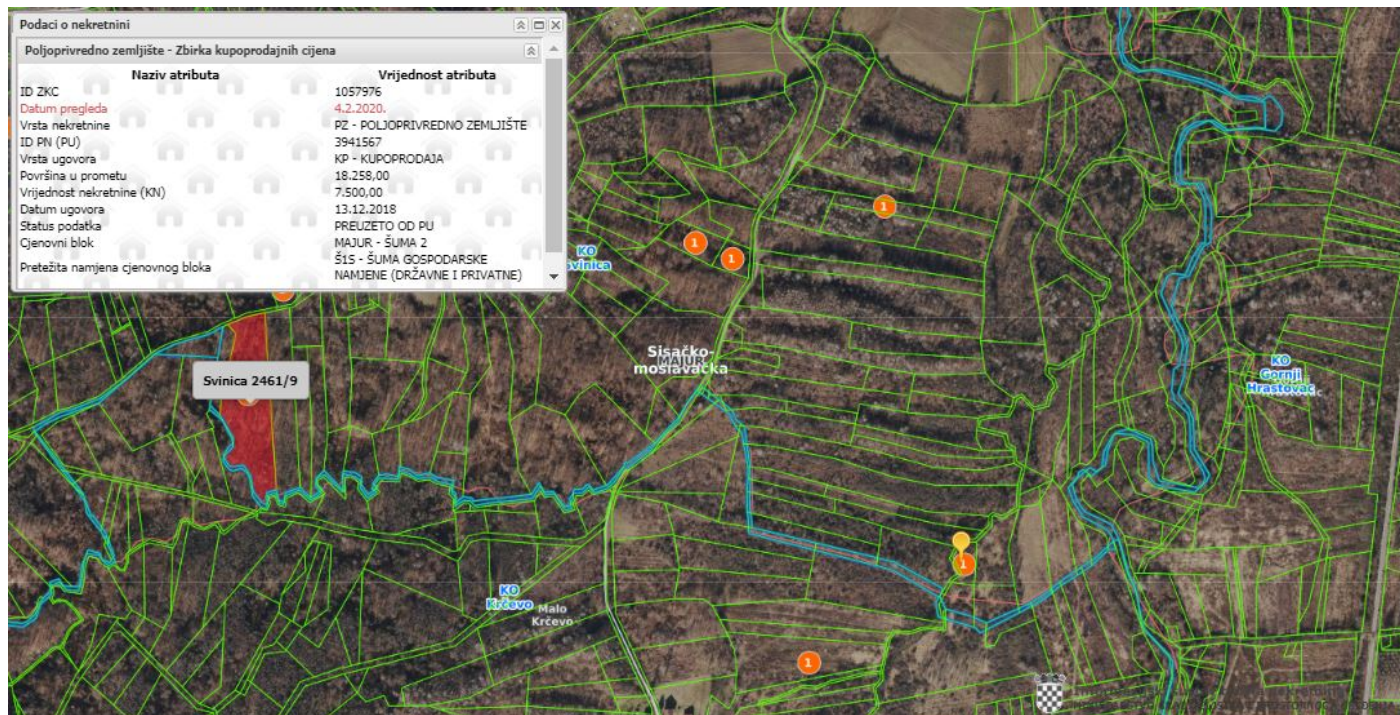 Podaci o nekretnini
Poljoprivredno zemljište - Zbirka kupoprodajnih cijena
Naziv atributa Vrijednost atributa
ID ZKC 1057976
Datum pregleda 4.2.2020.
Vrsta nekretnine PZ - POLJOPRIVREDNO ZEMLJIŠTE
ID PN (PU) 3941567
Vrsta ugovora KP - KUPOPRODAJA
Površina u prometu 18.258,00
Vrijednost nekretnine (KN) 7.500,00
Datum ugovora 13.12.2018
Status podatka PREUZETO OD PU
Cjenovni blok MAJUR - ŠUMA 2
Pretežita namjena cjenovnog bloka Š1S - ŠUMA GOSPODARSKE
NAMJENE (DRŽAVNE I PRIVATNE)
1
1
1
KO
Sisačko-
MAJUR
moslavačka
KO
Gornji
Hrastovac
Svinica 2461/9
1
KO
Krčevo
Malo
Krčevo
1